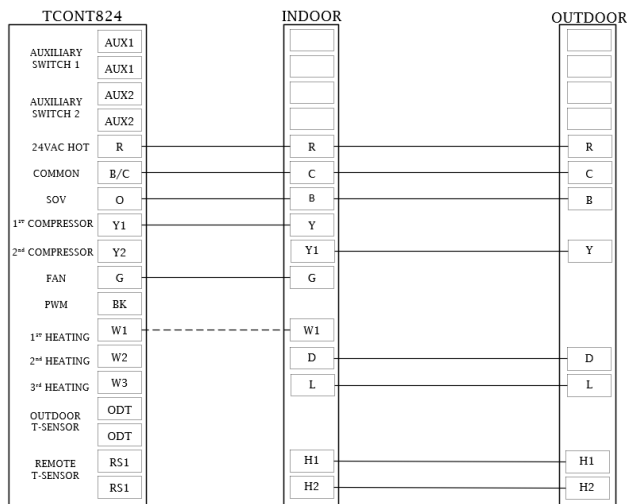 TCONT824 INDOOR OUTDOOR
AUXILIARY SWITCH 1 AUX1
AUX1
AUXILIARY SWITCH 2 AUX2
AUX2
24VAC HOT R R R
COMMON B/C C C
SOV O B B
1ST COMPRESSOR Y1 Y
2nd COMPRESSOR Y2 Y1 Y
FAN G G
PWM BK
1ST HEATING W1 W1
2nd HEATING W2 D D
3rd HEATING W3 L L
OUTDOOR T-SENSOR ODT
ODT
REMOTE T-SENSOR RS1 H1 H1
RS1 H2 H2